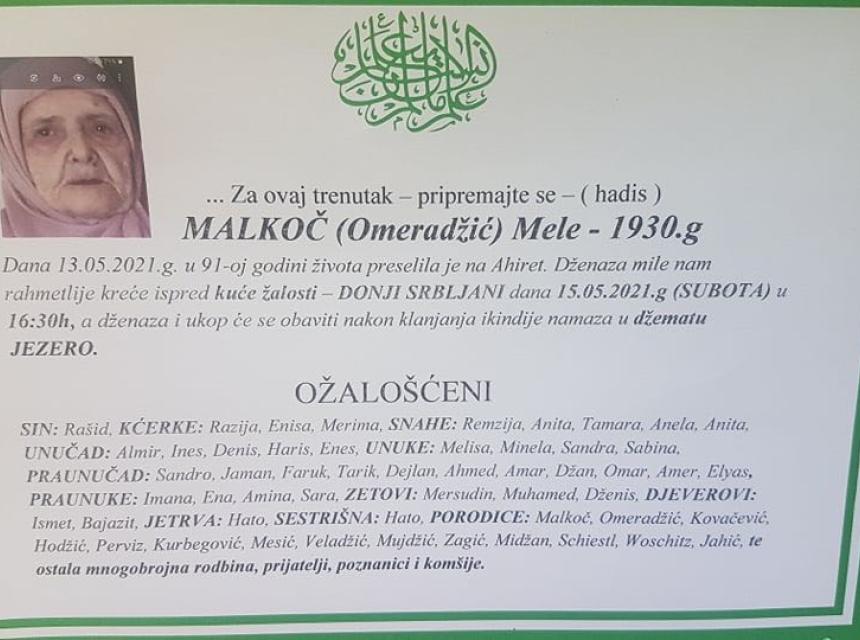 ... Za ovaj trenutak – pripremajte se – ( hadis )
MALKOČ (Omeradžić) Mele - 1930.g
Dana 13.05.2021.g. u 91-oj godini života preselila je na Ahiret. Dženaza mile nam
rahmetlije kreće ispred kuće žalosti – DONJI SRBLJANI dana 15.05.2021.g (SUBOTA) u
16:30h, a dženaza i ukop će se obaviti nakon klanjanja ikindije namaza u džematu
JEZERO.
OŽALOŠĆENI
SIN: Rašid, KĆERKE: Razija, Enisa, Merima, SNAHE: Remzija, Anita, Tamara, Anela, Anita,
UNUČAD: Almir, Ines, Denis, Haris, Enes, UNUKE: Melisa, Minela, Sandra, Sabina,
PRAUNUČAD: Sandro, Jaman, Faruk, Tarik, Dejlan, Ahmed, Amar, Džan, Omar, Amer, Elyas,
PRAUNUKE: Imana, Ena, Amina, Sara, ZETOVI: Mersudin, Muhamed, Dženis, DJEVEROVI:
Ismet, Bajazit, JETRVA: Hato, SESTRIŠNA: Hato, PORODICE: Malkoč, Omeradžić, Kovačević,
Hodžić, Perviz, Kurbegović, Mesić, Veladžić, Mujdžić, Zagić, Midžan, Schiestl, Woschitz, Jahić, te
ostala mnogobrojna rodbina, prijatelji, poznanici i komšije.